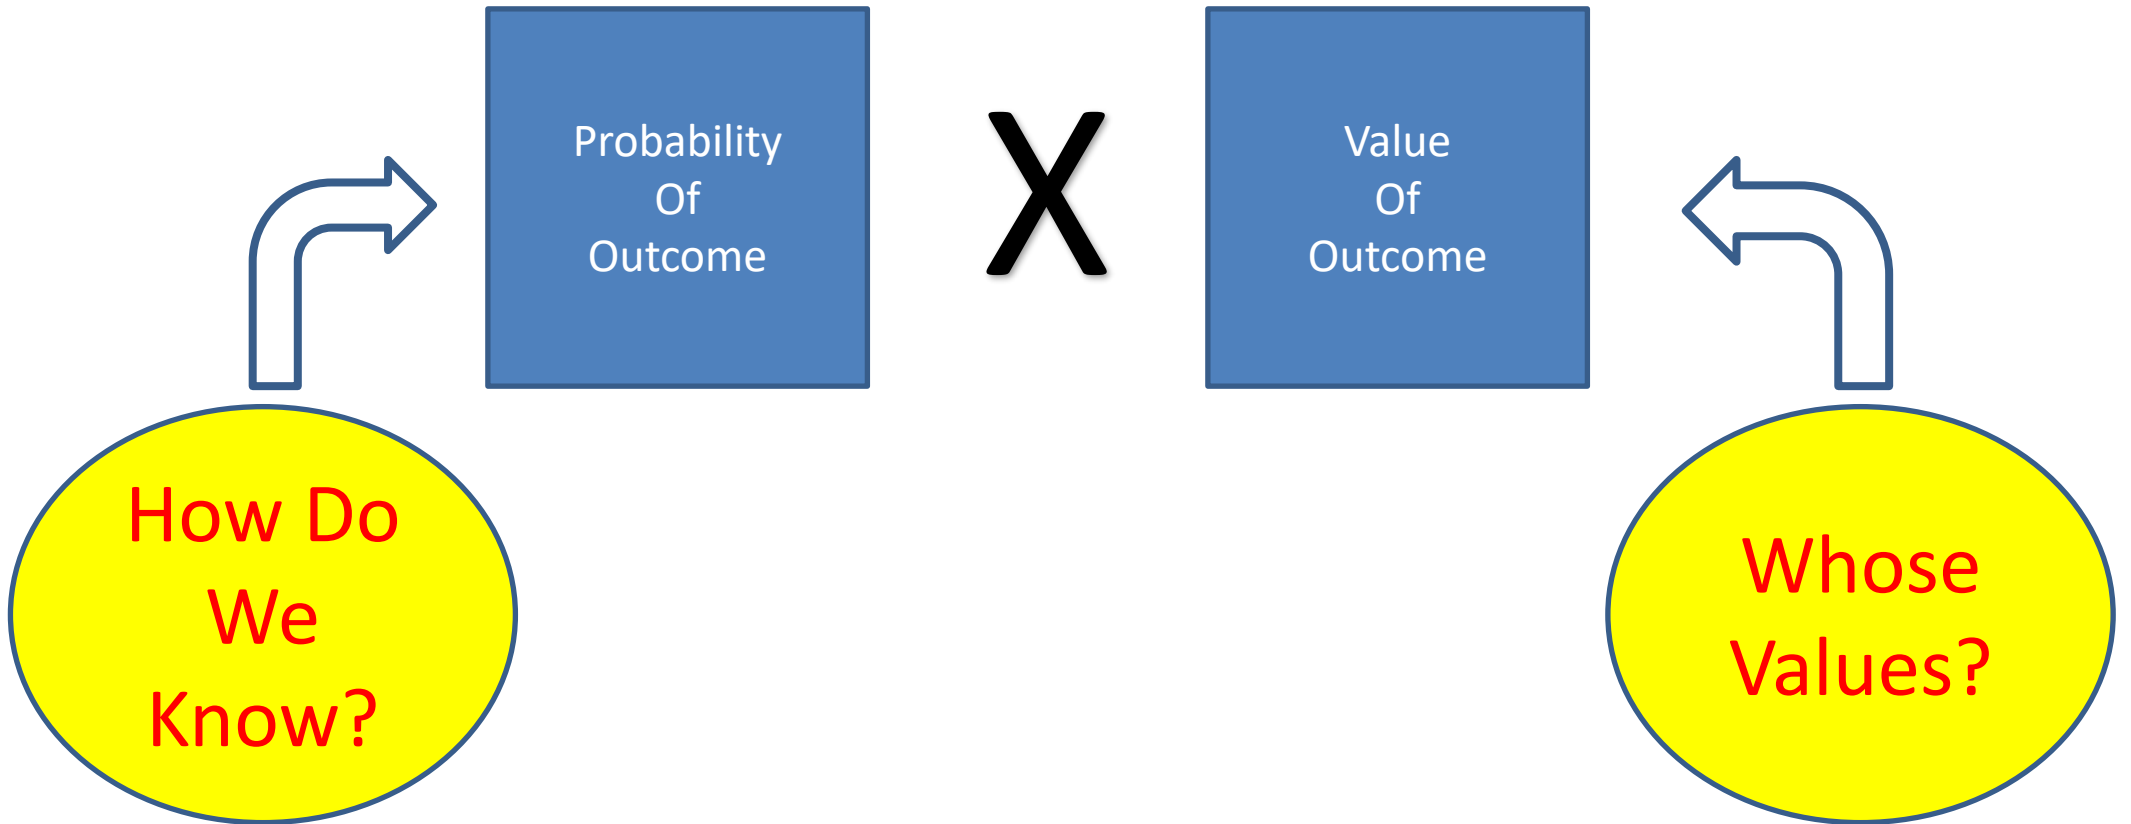 Probability
Of
Outcome
X
Value
Of
Outcome
How Do
We
Know?
Whose
Values?